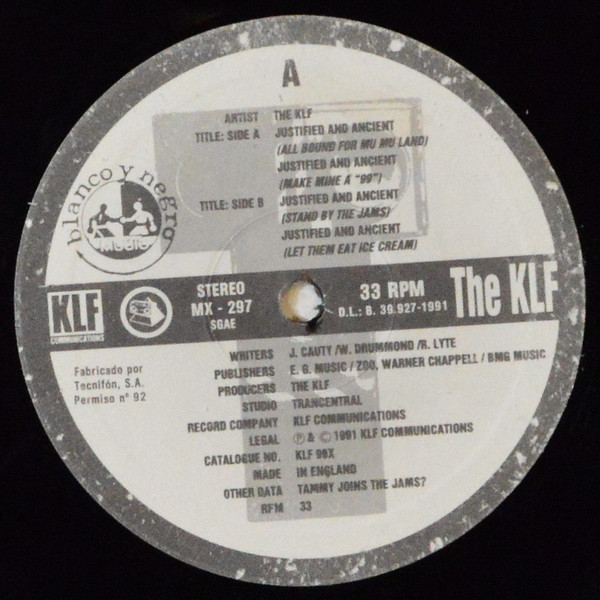 A
ARTIST THE KLF
TITLE: SIDE A JUSTIFIED AND ANCIENT
(ALL BOUND FOR MU MU LAND)
JUSTIFIED AND ANCIENT
(MAKE MINE A "99")
TITLE: SIDE B JUSTIFIED AND ANCIENT
(STAND BY THE JAMS)
JUSTIFIED AND ANCIENT
(LET THEM EAT ICE CREAM)
blanco y negro
MUSIC
KLF
COMMUNICATIONS
STEREO
MX - 297
SGAE
33 RPM
D.L.: B. 39.927-1991
The KLF
Fabricado por
Tecnifón, S.A.
Permiso nº 92
WRITERS J. CAUTY /W. DRUMMOND /R. LYTE
PUBLISHERS E. G. MUSIC / ZOO, WARNER CHAPPELL / BMG MUSIC
PRODUCERS THE KLF
STUDIO TRANCENTRAL
RECORD COMPANY KLF COMMUNICATIONS
LEGAL ℗ & © 1991 KLF COMMUNICATIONS
CATALOGUE NO. KLF 99X
MADE IN ENGLAND
OTHER DATA TAMMY JOINS THE JAMS?
RFM 33